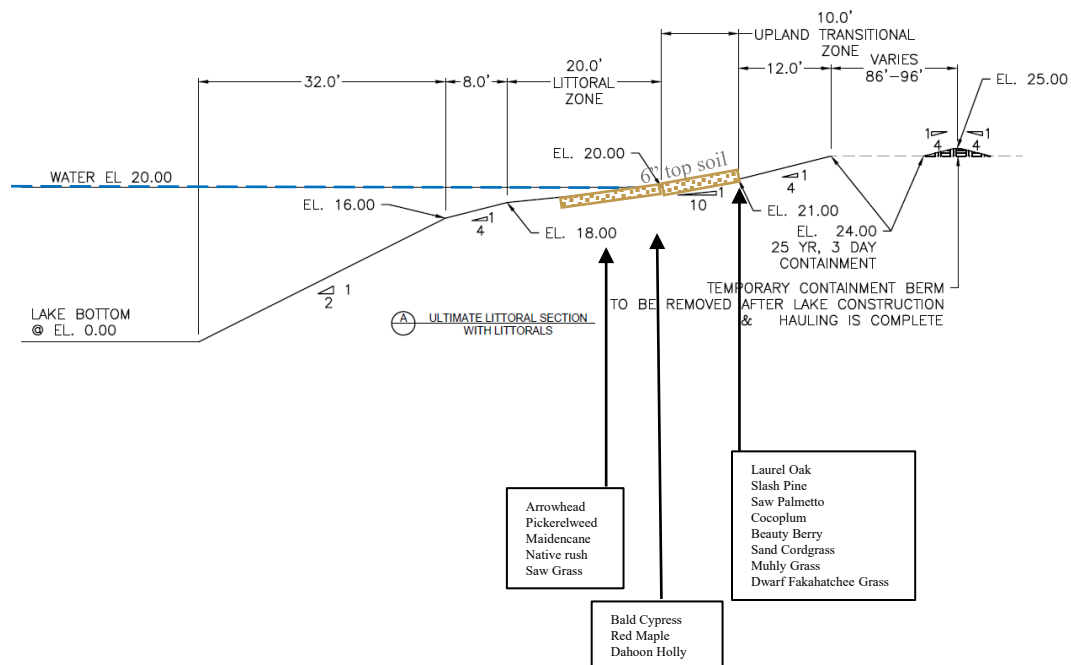 10.0'
UPLAND TRANSITIONAL
ZONE
20.0'
LITTORAL
ZONE
32.0'
8.0'
12.0'
VARIES
86'-96'
EL. 25.00
1
4
1
4
EL. 20.00
6" top soil
WATER EL 20.00
EL. 16.00
1
4
EL. 18.00
1
10
1
4
EL. 21.00
EL. 24.00
25 YR, 3 DAY
CONTAINMENT
1
2
TEMPORARY CONTAINMENT BERM
TO BE REMOVED AFTER LAKE CONSTRUCTION
& HAULING IS COMPLETE
LAKE BOTTOM
@ EL. 0.00
A
ULTIMATE LITTORAL SECTION
WITH LITTORALS
Arrowhead
Pickerelweed
Maidencane
Native rush
Saw Grass
Bald Cypress
Red Maple
Dahoon Holly
Laurel Oak
Slash Pine
Saw Palmetto
Cocoplum
Beauty Berry
Sand Cordgrass
Muhly Grass
Dwarf Fakahatchee Grass